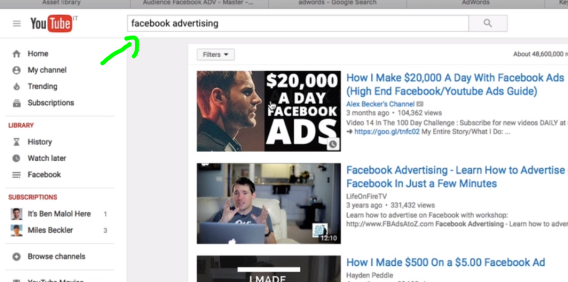 Asset library
Audience Facebook ADV - Master -...
adwords - Google Search
AdWords
YouTube IT
facebook advertising
Home
My channel
Trending
Subscriptions
LIBRARY
History
Watch later
Facebook
SUBSCRIPTIONS
It's Ben Malol Here 1
Miles Beckler 3
Browse channels
YouTube Movies
Filters
About 48,600,000 r
$20,000
A DAY
FACEBOOK
ADS
How I Make $20,000 A Day With Facebook Ads
(High End Facebook/Youtube Ads Guide)
Alex Becker's Channel
3 months ago • 104,362 views
Video 14 In The 100 Day Challenge : Subscribe for new videos DAILY at
➔ https://goo.gl/tnfc02 My Entire Story/What I Do: ...
12:10
Facebook Advertising - Learn How to Advertise
Facebook In Just a Few Minutes
LifeOnFireTV
3 years ago • 331,432 views
Learn how to advertise on Facebook with workshop:
http://www.FBAdsAtoZ.com Facebook Advertising - Learn How to
I MADE
How I Made $500 On a $5.00 Facebook Ad
Hayden Peddle